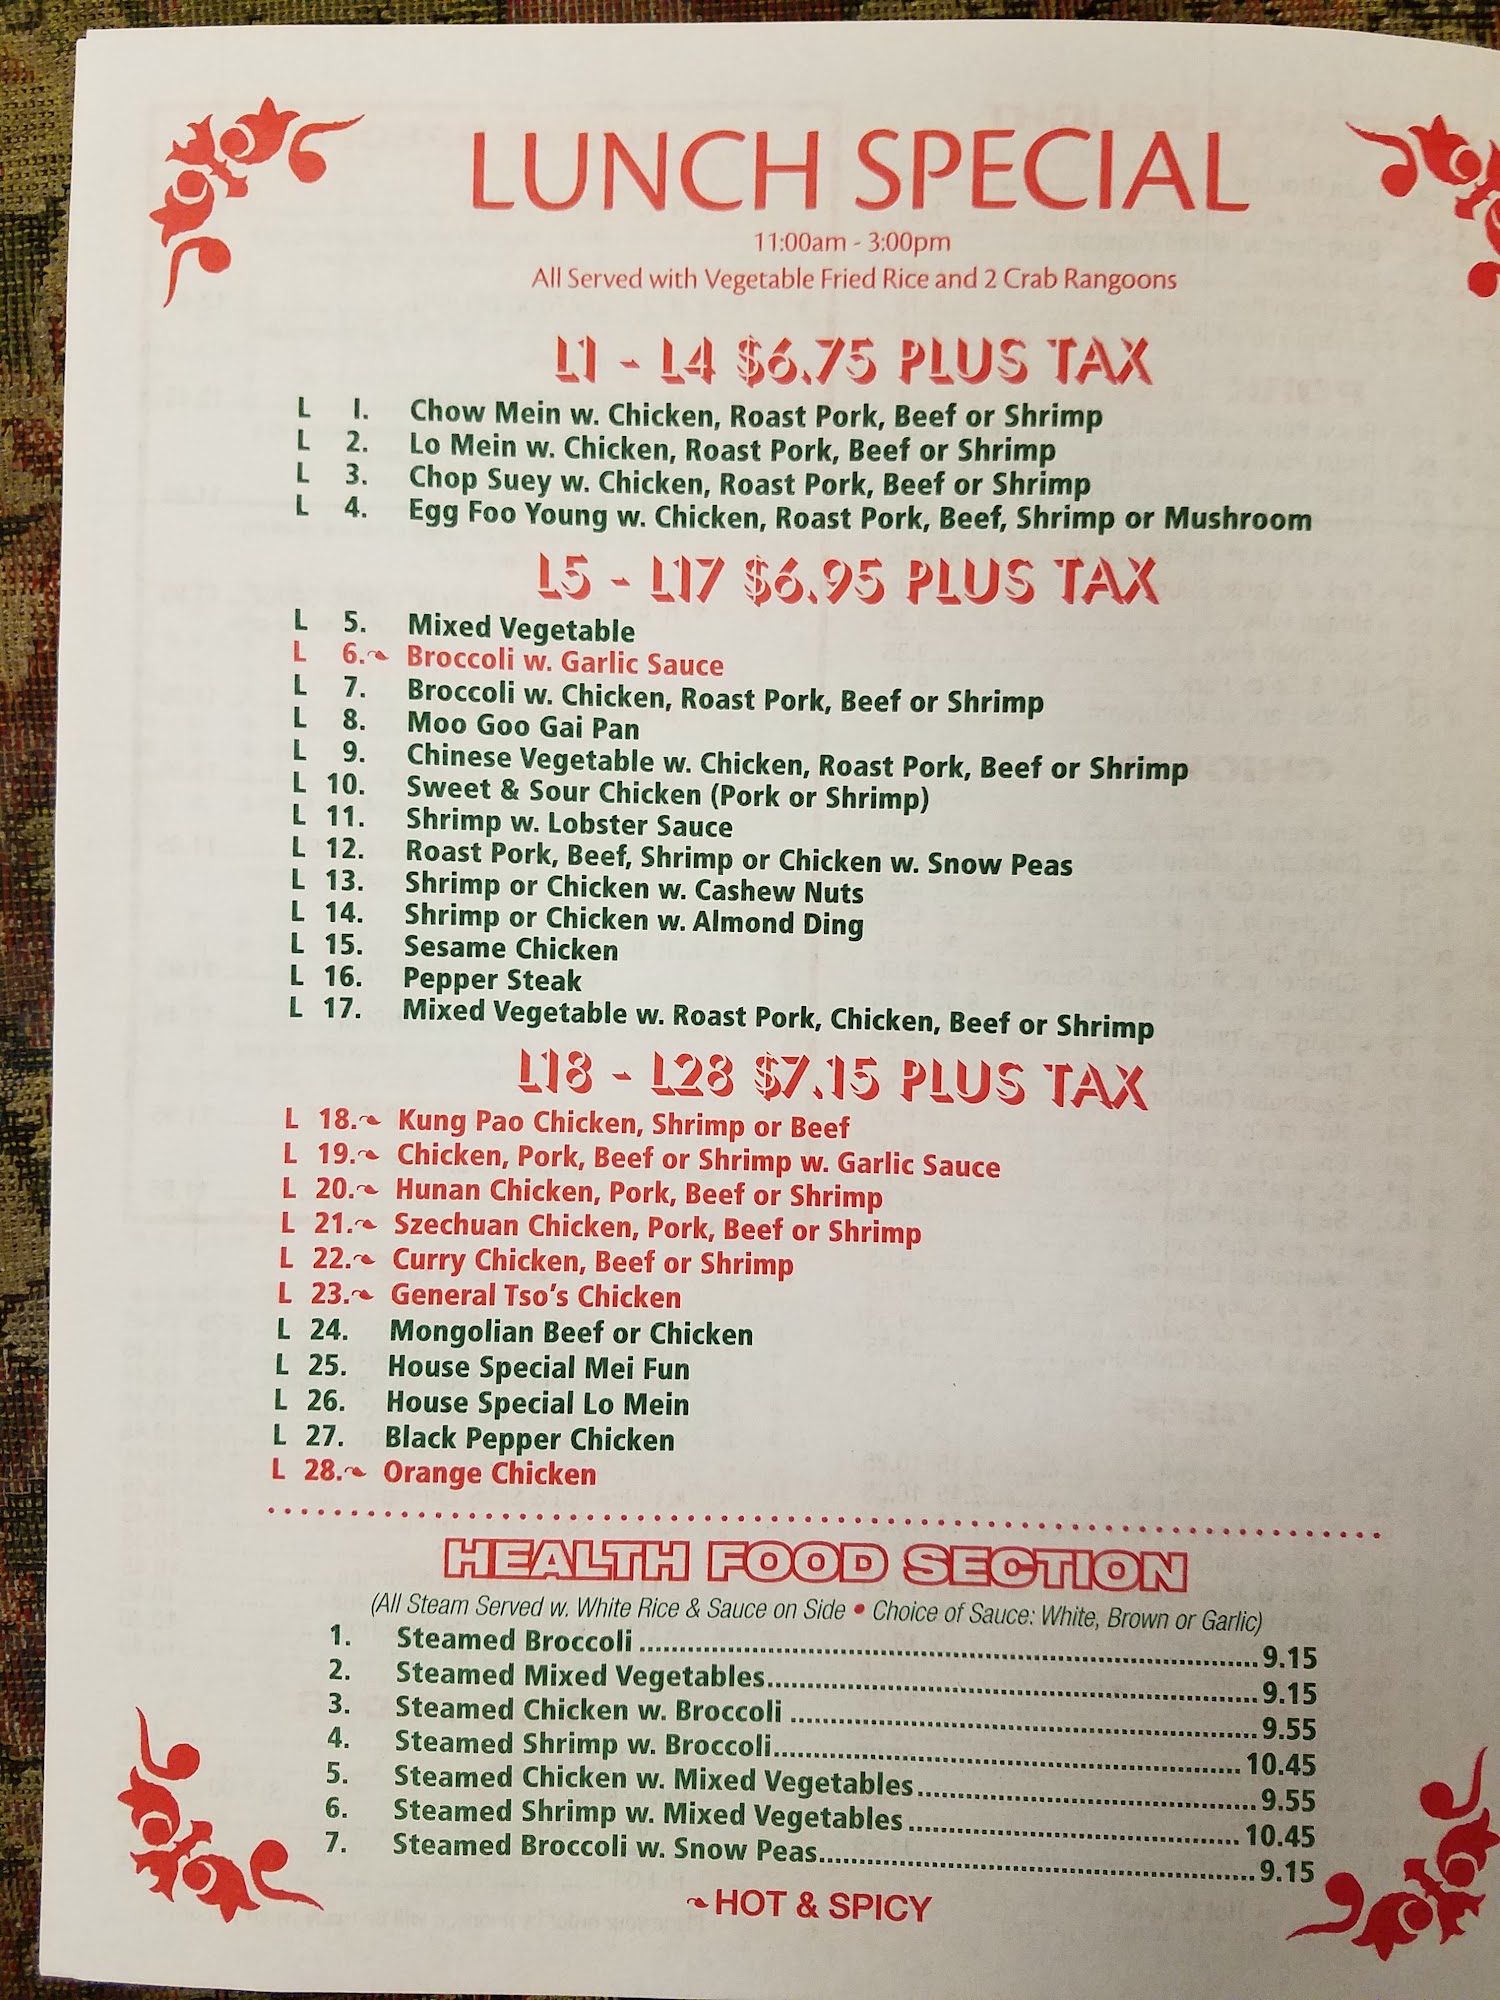 LUNCH SPECIAL
11:00am - 3:00pm
All Served with Vegetable Fried Rice and 2 Crab Rangoons
L1 - L4 $6.75 PLUS TAX
L 1. Chow Mein w. Chicken, Roast Pork, Beef or Shrimp
L 2. Lo Mein w. Chicken, Roast Pork, Beef or Shrimp
L 3. Chop Suey w. Chicken, Roast Pork, Beef or Shrimp
L 4. Egg Foo Young w. Chicken, Roast Pork, Beef, Shrimp or Mushroom
L5 - L17 $6.95 PLUS TAX
L 5. Mixed Vegetable
L 6. Broccoli w. Garlic Sauce
L 7. Broccoli w. Chicken, Roast Pork, Beef or Shrimp
L 8. Moo Goo Gai Pan
L 9. Chinese Vegetable w. Chicken, Roast Pork, Beef or Shrimp
L 10. Sweet & Sour Chicken (Pork or Shrimp)
L 11. Shrimp w. Lobster Sauce
L 12. Roast Pork, Beef, Shrimp or Chicken w. Snow Peas
L 13. Shrimp or Chicken w. Cashew Nuts
L 14. Shrimp or Chicken w. Almond Ding
L 15. Sesame Chicken
L 16. Pepper Steak
L 17. Mixed Vegetable w. Roast Pork, Chicken, Beef or Shrimp
L18 - L28 $7.15 PLUS TAX
L 18. Kung Pao Chicken, Shrimp or Beef
L 19. Chicken, Pork, Beef or Shrimp w. Garlic Sauce
L 20. Hunan Chicken, Pork, Beef or Shrimp
L 21. Szechuan Chicken, Pork, Beef or Shrimp
L 22. Curry Chicken, Beef or Shrimp
L 23. General Tso's Chicken
L 24. Mongolian Beef or Chicken
L 25. House Special Mei Fun
L 26. House Special Lo Mein
L 27. Black Pepper Chicken
L 28. Orange Chicken
HEALTH FOOD SECTION
(All Steam Served w. White Rice & Sauce on Side • Choice of Sauce: White, Brown or Garlic)
1. Steamed Broccoli 9.15
2. Steamed Mixed Vegetables 9.15
3. Steamed Chicken w. Broccoli 9.55
4. Steamed Shrimp w. Broccoli 10.45
5. Steamed Chicken w. Mixed Vegetables 9.55
6. Steamed Shrimp w. Mixed Vegetables 10.45
7. Steamed Broccoli w. Snow Peas 9.15
HOT & SPICY